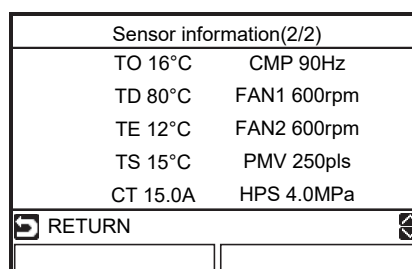 Sensor information(2/2)
TO 16°C CMP 90Hz
TD 80°C FAN1 600rpm
TE 12°C FAN2 600rpm
TS 15°C PMV 250pls
CT 15.0A HPS 4.0MPa
RETURN